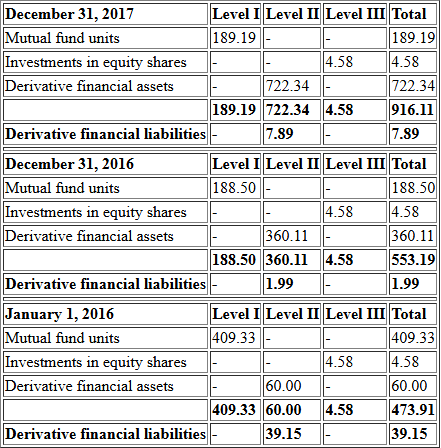 December 31, 2017 Level I Level II Level III Total
Mutual fund units 189.19 - - 189.19
Investments in equity shares - - 4.58 4.58
Derivative financial assets - 722.34 - 722.34
189.19 722.34 4.58 916.11
Derivative financial liabilities - 7.89 - 7.89
December 31, 2016 Level I Level II Level III Total
Mutual fund units 188.50 - - 188.50
Investments in equity shares - - 4.58 4.58
Derivative financial assets - 360.11 - 360.11
188.50 360.11 4.58 553.19
Derivative financial liabilities - 1.99 - 1.99
January 1, 2016 Level I Level II Level III Total
Mutual fund units 409.33 - - 409.33
Investments in equity shares - - 4.58 4.58
Derivative financial assets - 60.00 - 60.00
409.33 60.00 4.58 473.91
Derivative financial liabilities - 39.15 - 39.15